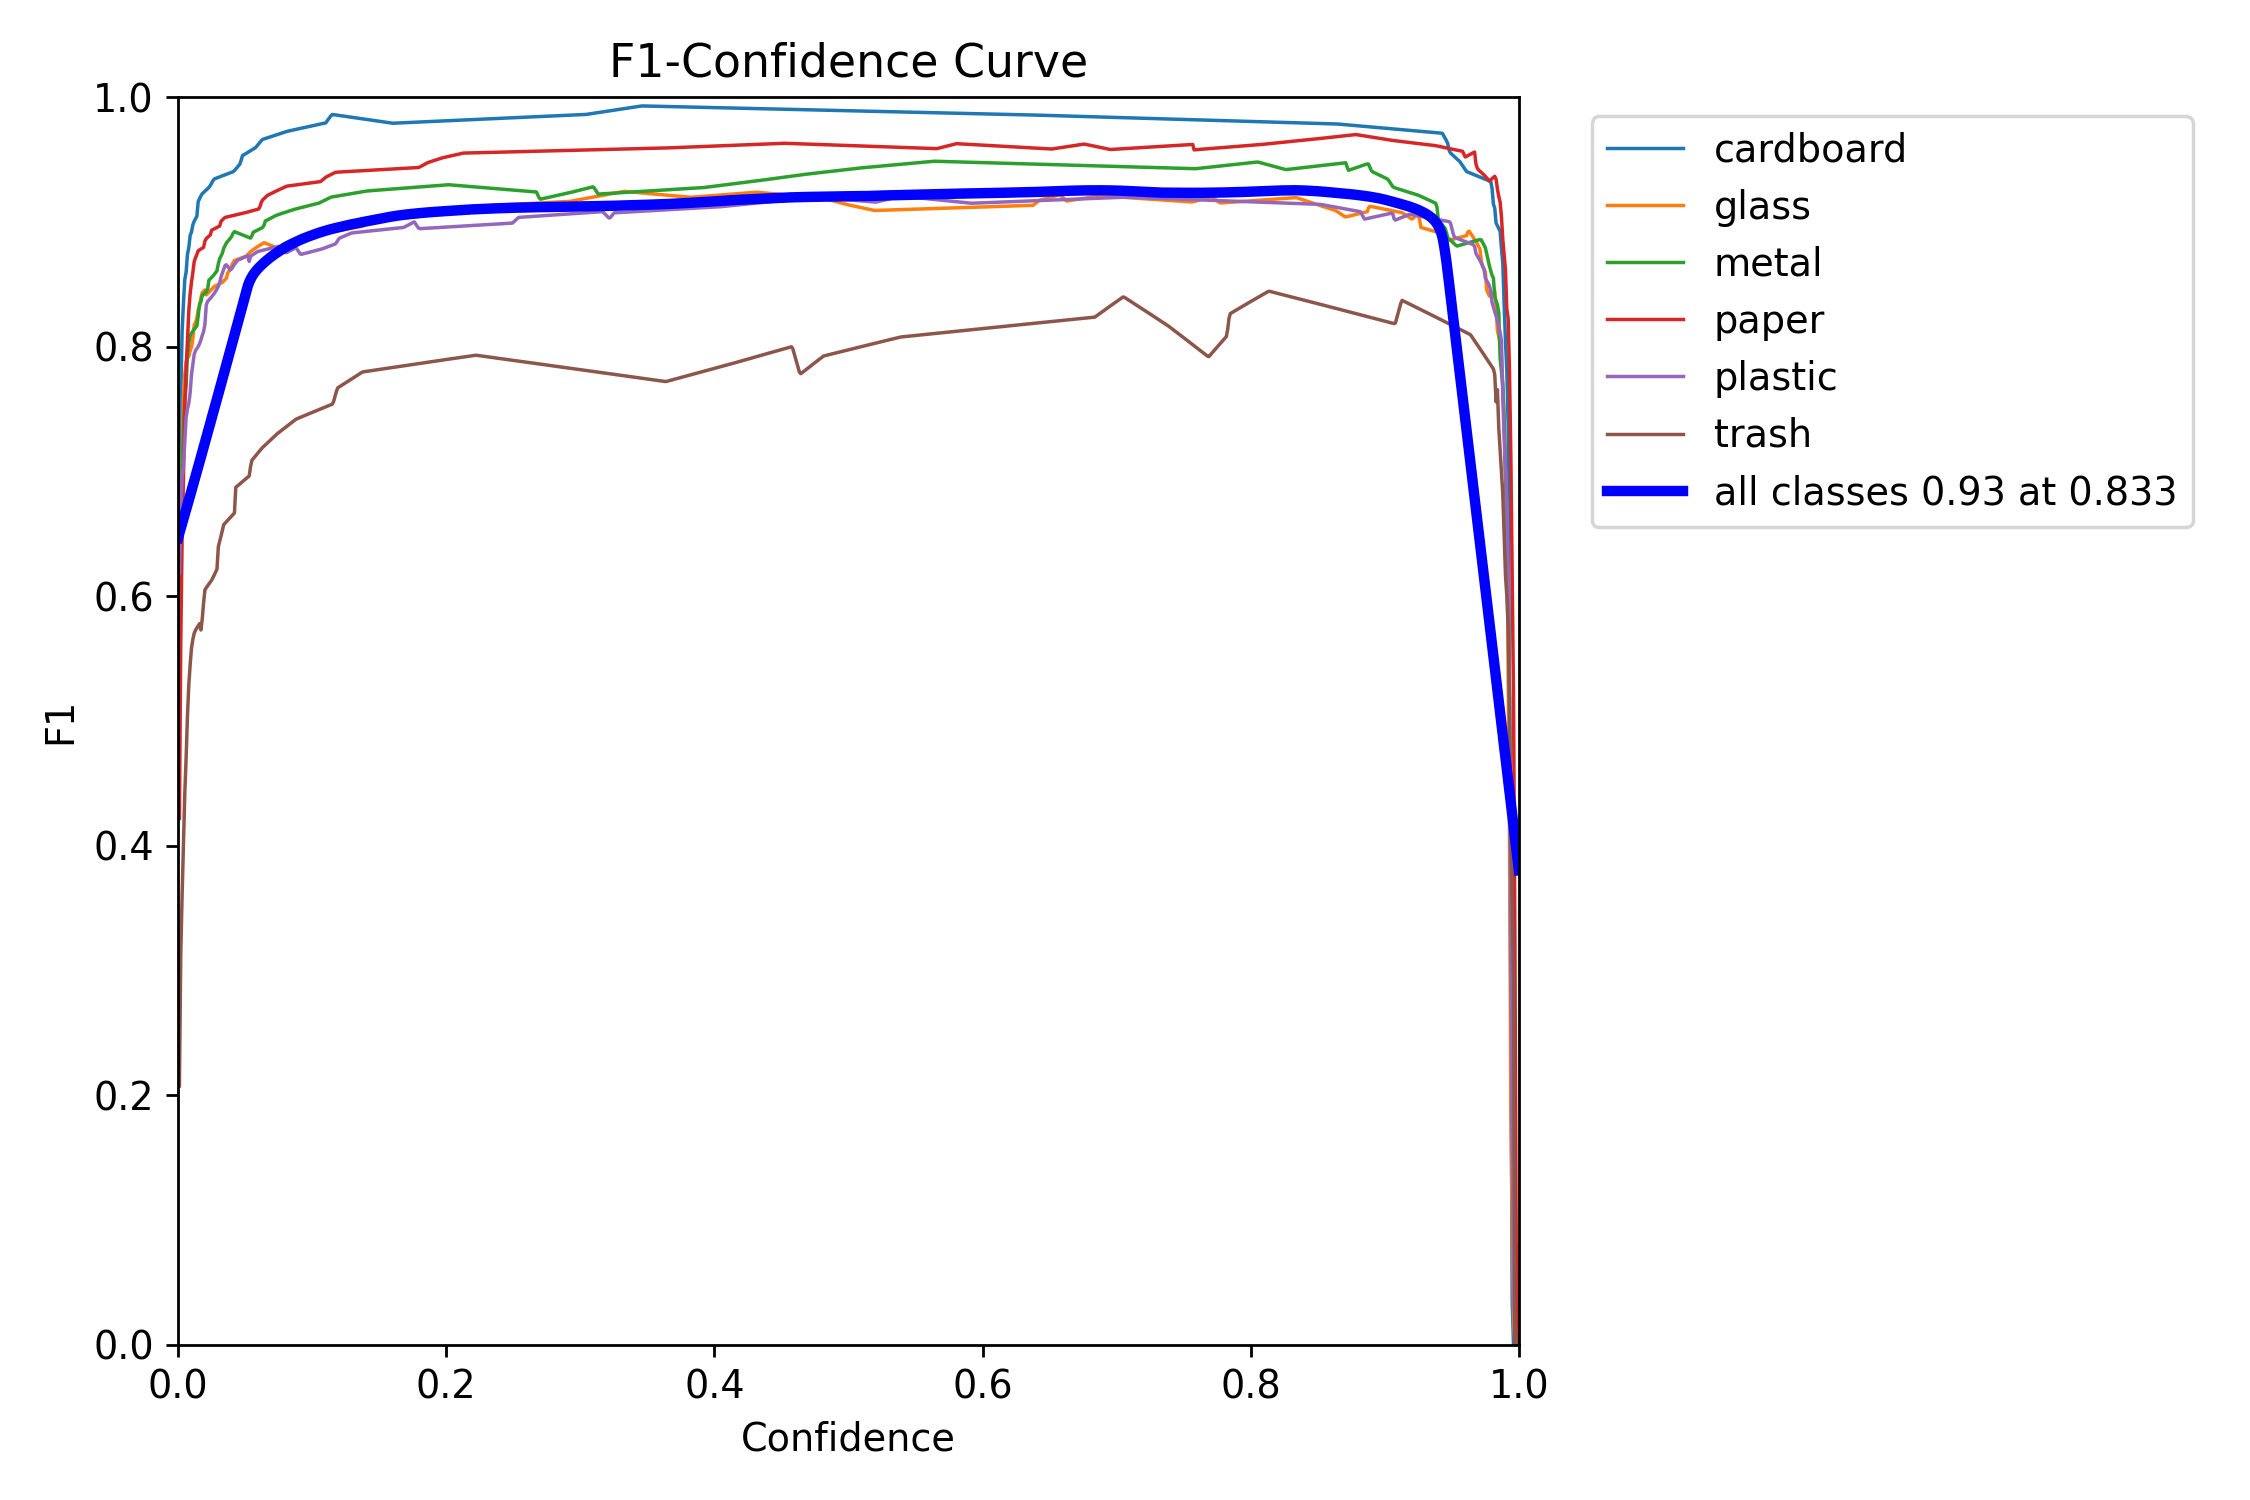 F1-Confidence Curve
1.0
0.8
0.6
0.4
0.2
0.0
F1
0.0 0.2 0.4 0.6 0.8 1.0
Confidence
cardboard
glass
metal
paper
plastic
trash
all classes 0.93 at 0.833